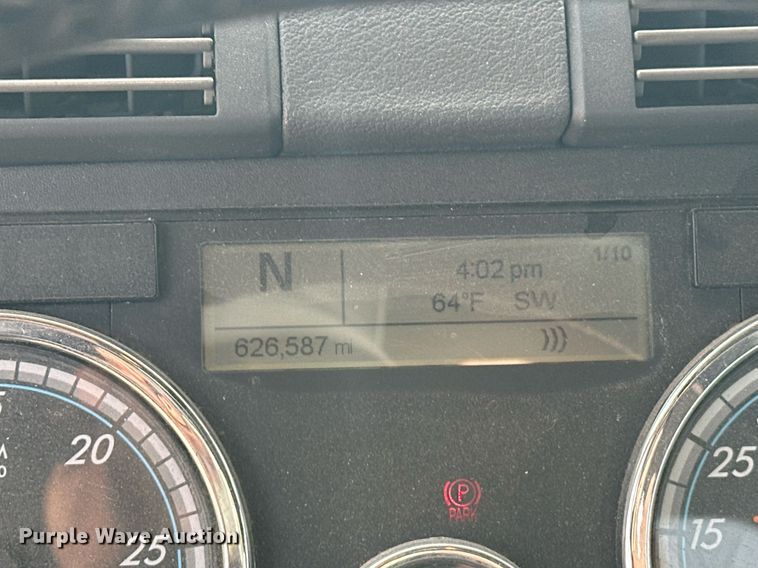 N
4:02 pm
1/10
64°F SW
626,587 mi
20
25
25
15
P
PARK
Purple Wave Auction